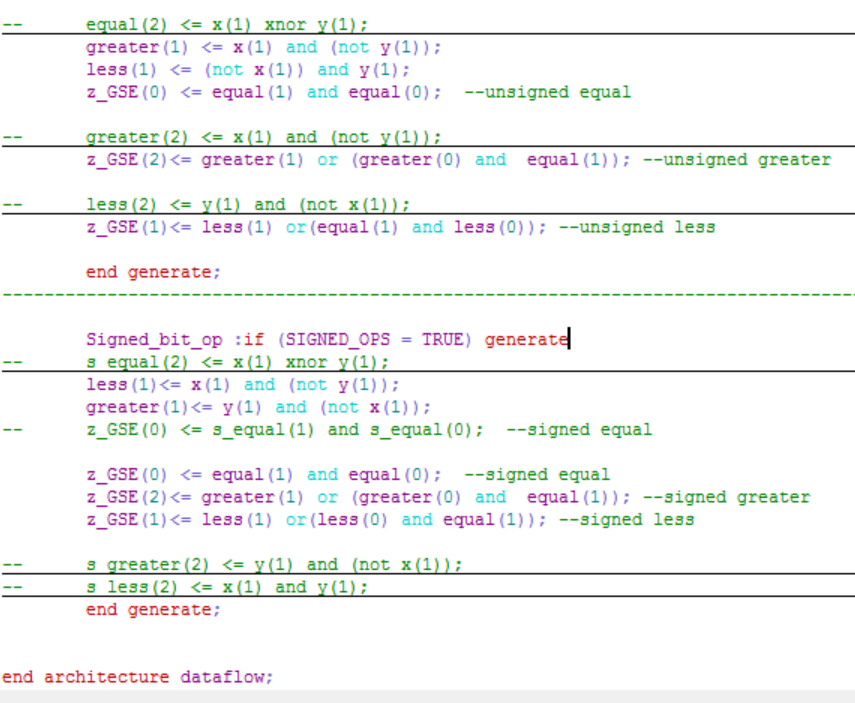 --      equal(2) <= x(1) xnor y(1);
        greater(1) <= x(1) and (not y(1));
        less(1) <= (not x(1)) and y(1);
        z_GSE(0) <= equal(1) and equal(0);  --unsigned equal
--      greater(2) <= x(1) and (not y(1));
        z_GSE(2)<= greater(1) or (greater(0) and  equal(1)); --unsigned greater
--      less(2) <= y(1) and (not x(1));
        z_GSE(1)<= less(1) or(equal(1) and less(0)); --unsigned less
        end generate;
--------------------------------------------------------------------------------
        Signed_bit_op :if (SIGNED_OPS = TRUE) generate
--      s_equal(2) <= x(1) xnor y(1);
        less(1)<= x(1) and (not y(1));
        greater(1)<= y(1) and (not x(1));
--      z_GSE(0) <= s_equal(1) and s_equal(0);  --signed equal
        z_GSE(0) <= equal(1) and equal(0);  --signed equal
        z_GSE(2)<= greater(1) or (greater(0) and  equal(1)); --signed greater
        z_GSE(1)<= less(1) or(less(0) and equal(1)); --signed less
--      s_greater(2) <= y(1) and (not x(1));
--      s_less(2) <= x(1) and y(1);
        end generate;
end architecture dataflow;